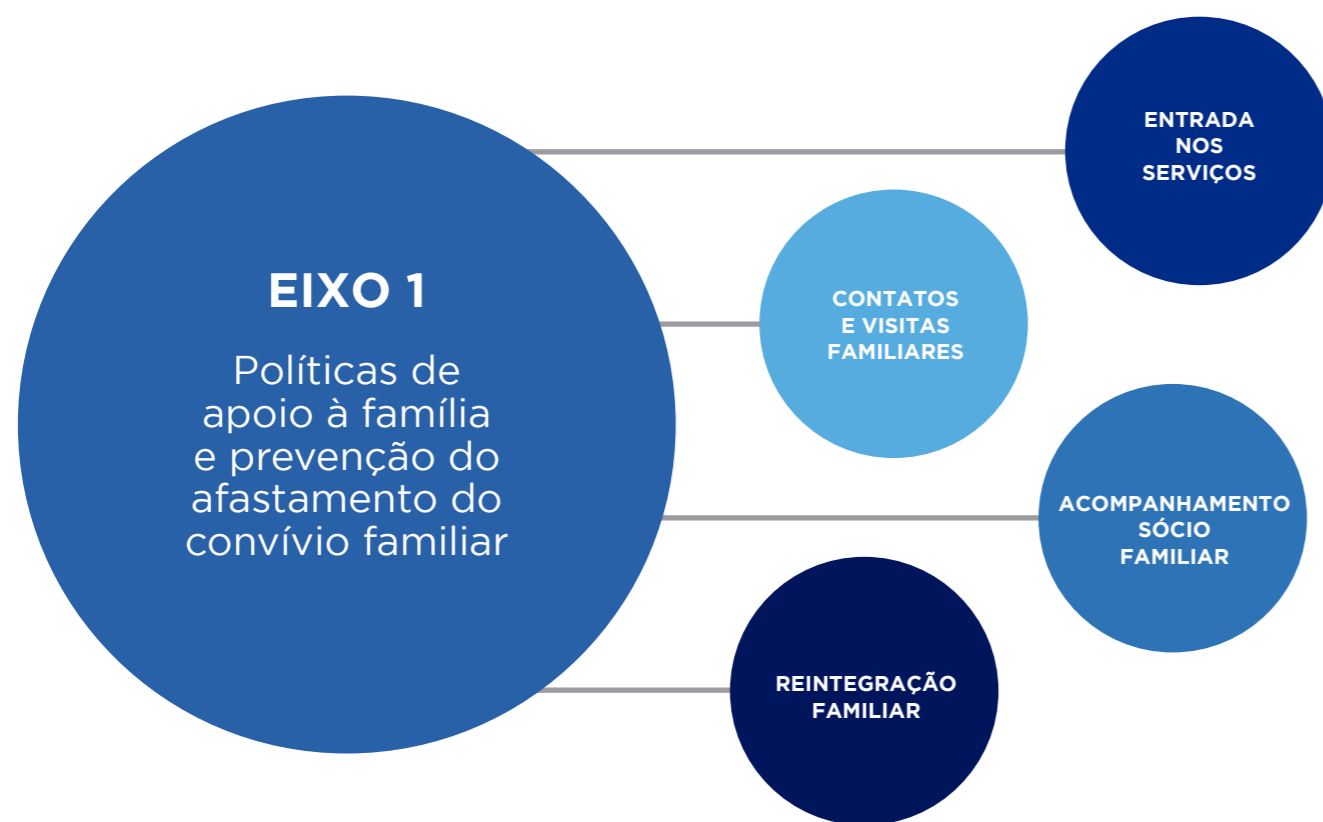 EIXO 1
Políticas de
apoio à família
e prevenção do
afastamento do
convívio familiar
ENTRADA
NOS
SERVIÇOS
CONTATOS
E VISITAS
FAMILIARES
ACOMPANHAMENTO
SÓCIO
FAMILIAR
REINTEGRAÇÃO
FAMILIAR